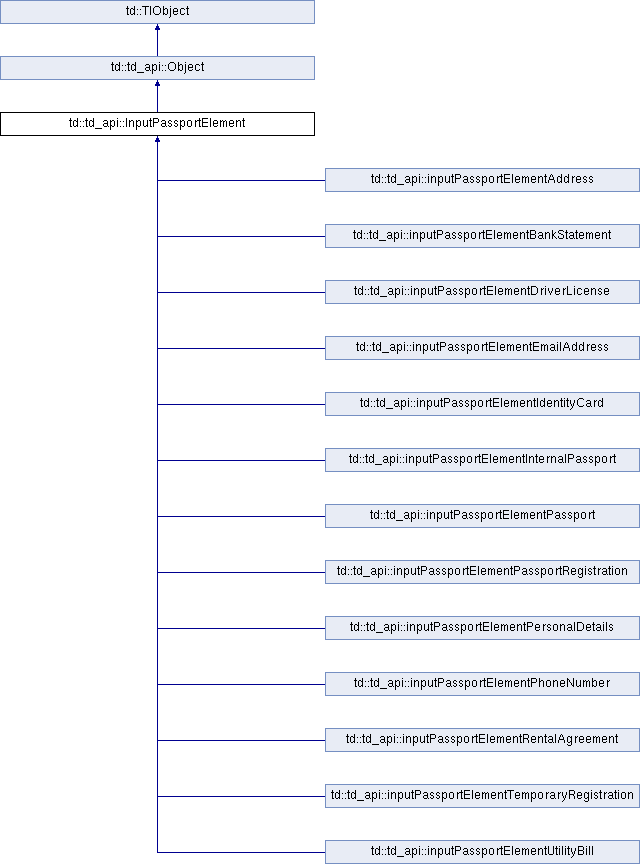 td::TlObject
td::td_api::Object
td::td_api::InputPassportElement
td::td_api::inputPassportElementAddress
td::td_api::inputPassportElementBankStatement
td::td_api::inputPassportElementDriverLicense
td::td_api::inputPassportElementEmailAddress
td::td_api::inputPassportElementIdentityCard
td::td_api::inputPassportElementInternalPassport
td::td_api::inputPassportElementPassport
td::td_api::inputPassportElementPassportRegistration
td::td_api::inputPassportElementPersonalDetails
td::td_api::inputPassportElementPhoneNumber
td::td_api::inputPassportElementRentalAgreement
td::td_api::inputPassportElementTemporaryRegistration
td::td_api::inputPassportElementUtilityBill